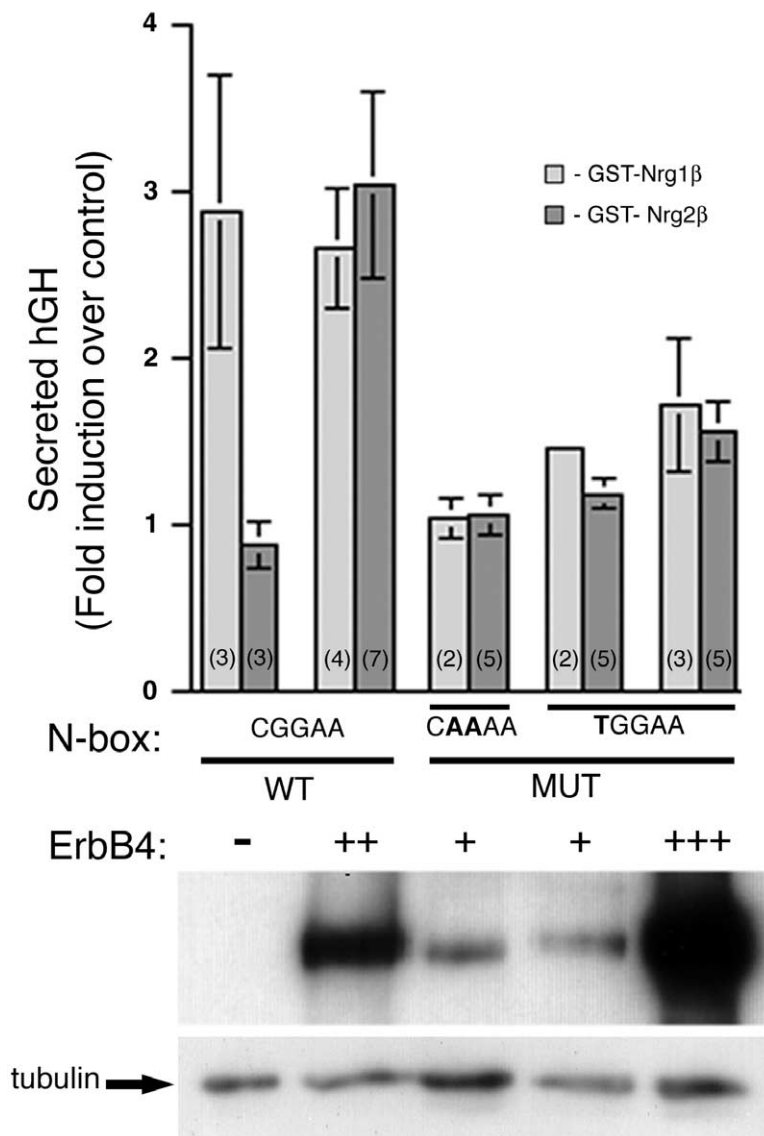 4
3
2
1
0
Secreted hGH
(Fold induction over control)
- GST-Nrg1β
- GST- Nrg2β
(3) (3) (4) (7) (2) (5) (2) (5) (3) (5)
N-box: CGGAA CAAAA TGGAA
WT MUT
ErbB4: - ++ + + +++
tubulin